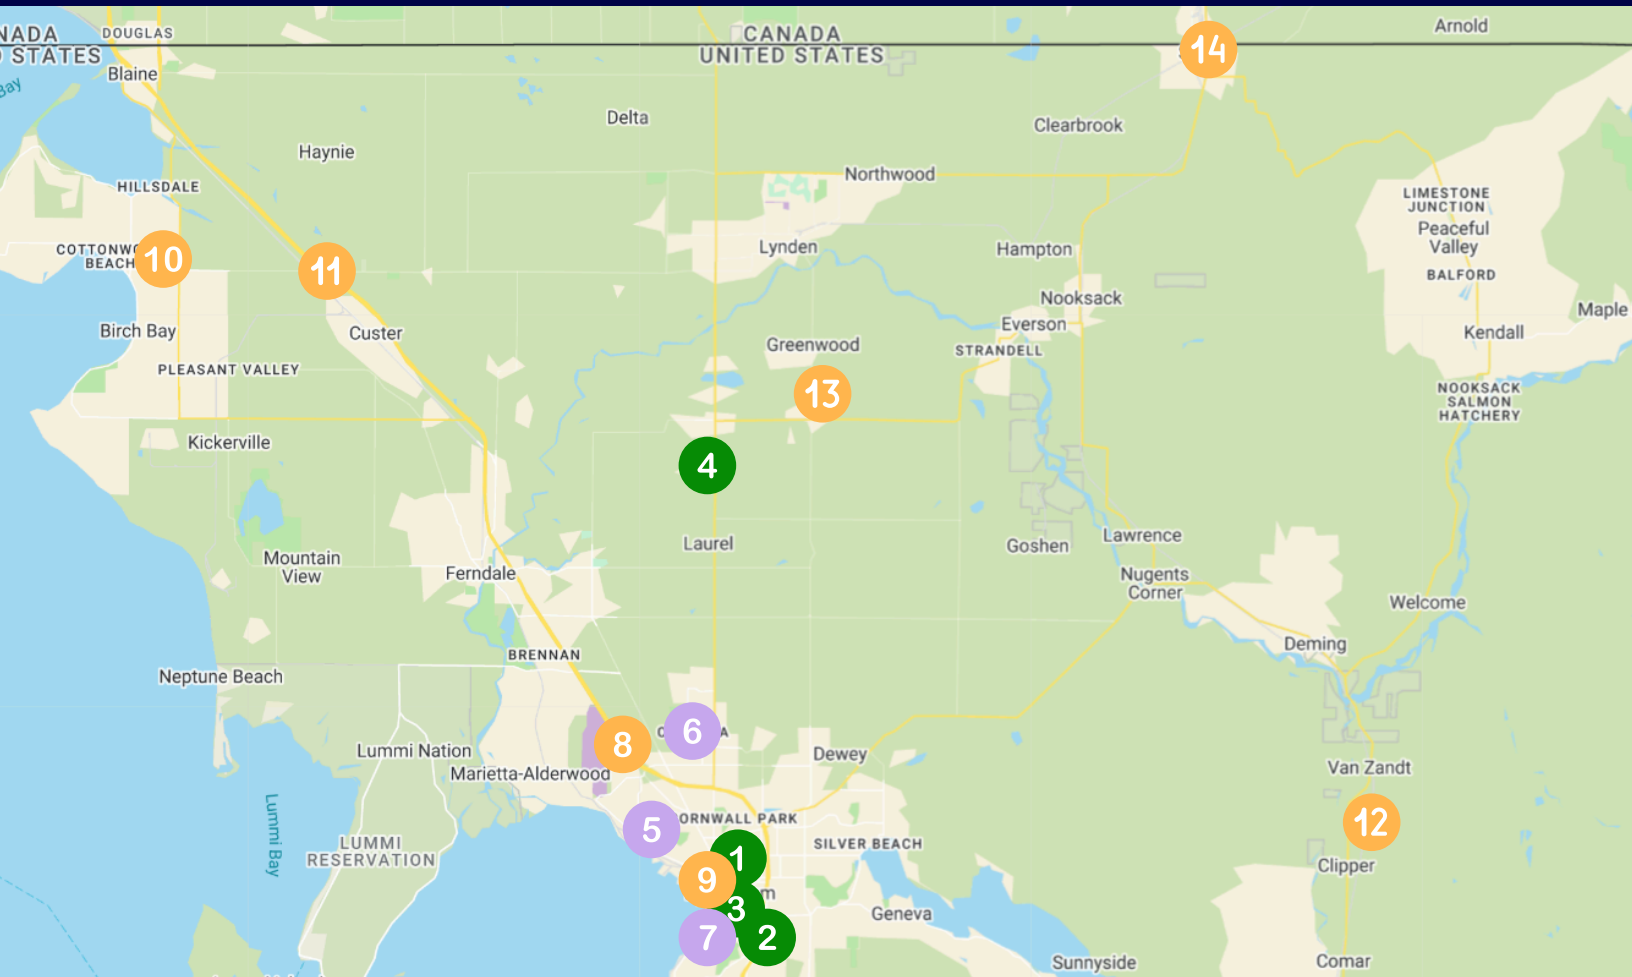 NADA
DOUGLAS
STATES
Blaine
Bay
CANADA
UNITED STATES
14
Arnold
Delta
Clearbrook
Haynie
HILLSDALE
Northwood
LIMESTONE
JUNCTION
Peaceful
Valley
BALFORD
10
11
Lynden
Hampton
Nooksack
Everson
Maple
Kendall
Birch Bay
Custer
Greenwood
STRANDELL
PLEASANT VALLEY
13
NOOKSACK
SALMON
HATCHERY
Kickerville
4
Mountain
View
Ferndale
Laurel
Goshen
Lawrence
Nugents
Corner
Welcome
BRENNAN
Deming
Neptune Beach
6
8
Lummi Nation
Marietta-Alderwood
Dewey
Van Zandt
Lummi Bay
5
ORNWALL PARK
12
LUMMI
RESERVATION
SILVER BEACH
1
Clipper
9
m
3
Geneva
7
2
Sunnyside
Comar
BEACH